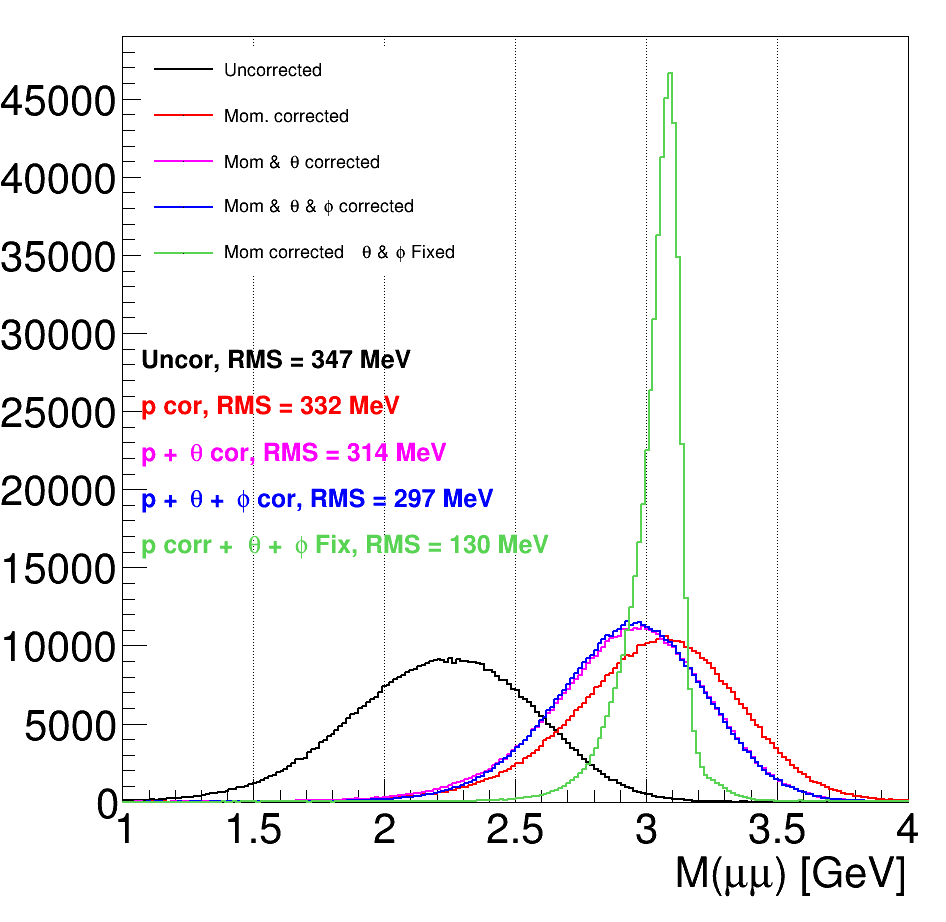 Uncorrected
Mom. corrected
Mom & θ corrected
Mom & θ & ϕ corrected
Mom corrected θ & ϕ Fixed
Uncor, RMS = 347 MeV
p cor, RMS = 332 MeV
p + θ cor, RMS = 314 MeV
p + θ + ϕ cor, RMS = 297 MeV
p corr + θ + ϕ Fix, RMS = 130 MeV
45000
40000
35000
30000
25000
20000
15000
10000
5000
0
1 1.5 2 2.5 3 3.5 4
M(μμ) [GeV]